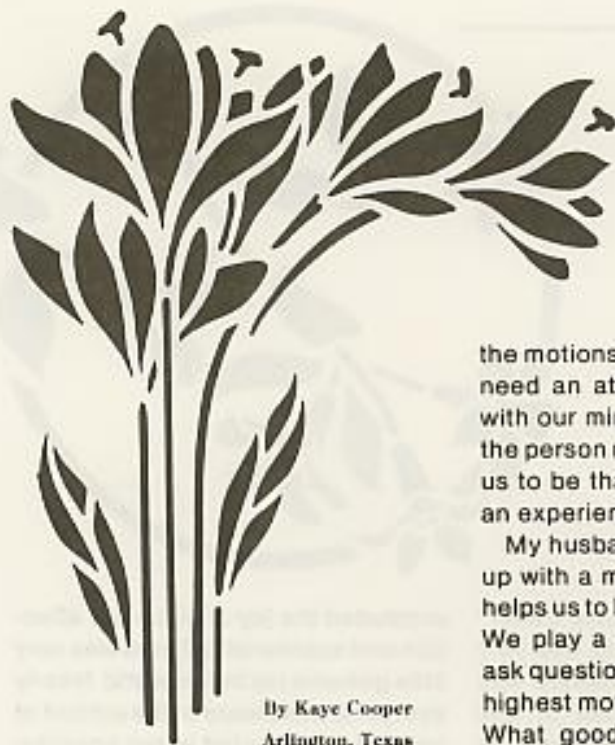 By Kaye Cooper
Arlington, Texas
the motions
need an at
with our mi
the person
us to be tha
an experien
My husba
up with a m
helps us to
We play a
ask questio
highest mo
What good